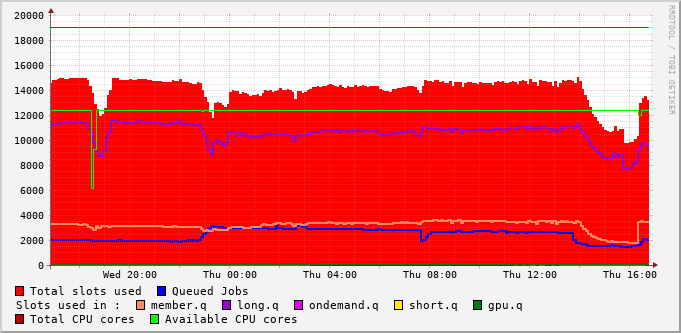 20000
18000
16000
14000
12000
10000
8000
6000
4000
2000
0
Wed 20:00 Thu 00:00 Thu 04:00 Thu 08:00 Thu 12:00 Thu 16:00
Total slots used Queued Jobs
Slots used in : member.q long.q ondemand.q short.q gpu.q
Total CPU cores Available CPU cores
RRDTOOL / TOBI OETIKER